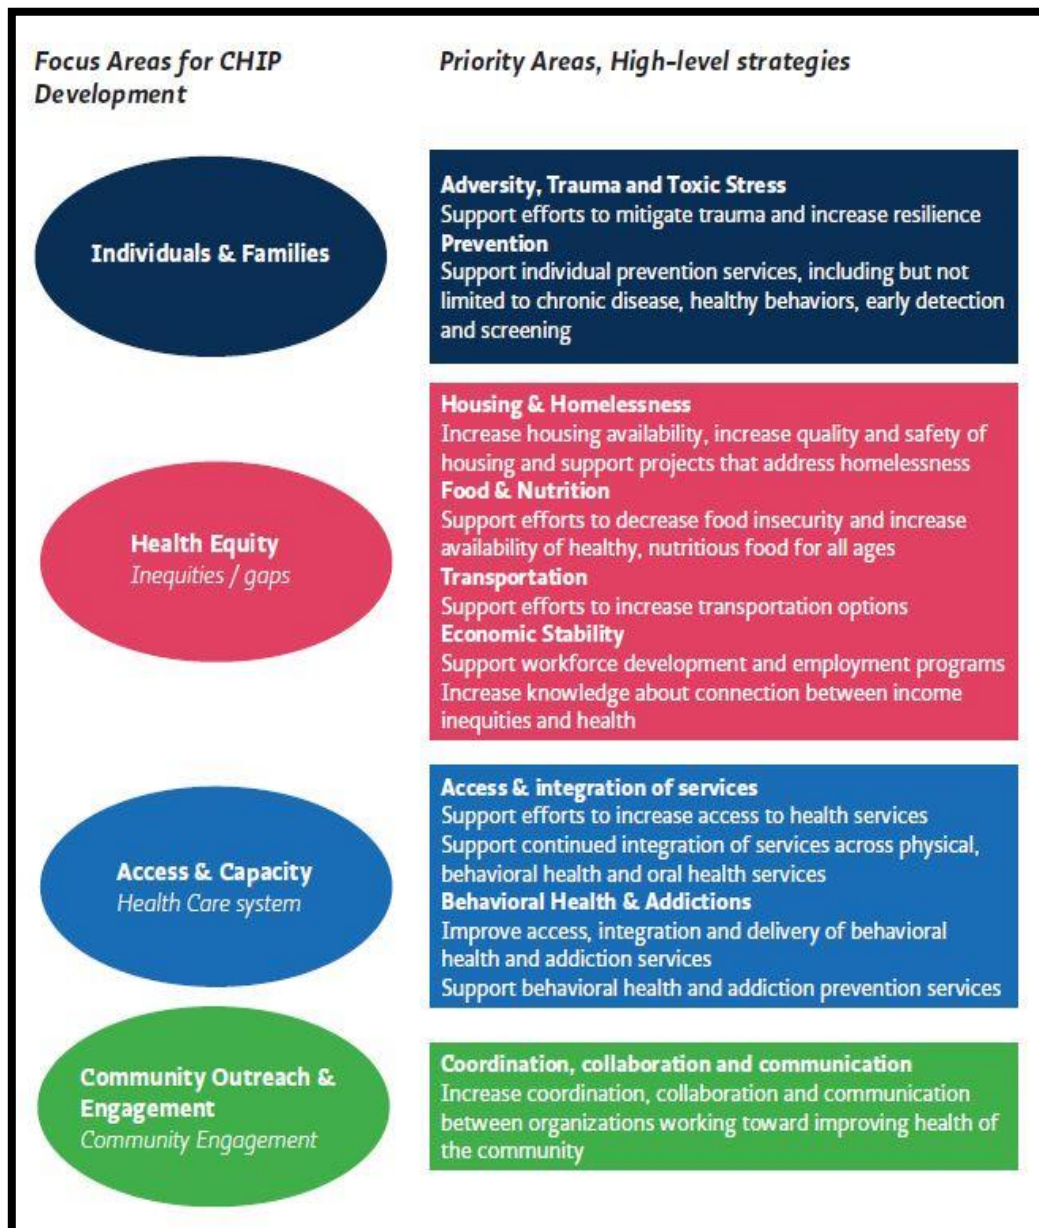 Focus Areas for CHIP
Development
Priority Areas, High-level strategies
Individuals & Families
Adversity, Trauma and Toxic Stress
Support efforts to mitigate trauma and increase resilience
Prevention
Support individual prevention services, including but not
limited to chronic disease, healthy behaviors, early detection
and screening
Health Equity
Inequities / gaps
Housing & Homelessness
Increase housing availability, increase quality and safety of
housing and support projects that address homelessness
Food & Nutrition
Support efforts to decrease food insecurity and increase
availability of healthy, nutritious food for all ages
Transportation
Support efforts to increase transportation options
Economic Stability
Support workforce development and employment programs
Increase knowledge about connection between income
inequities and health
Access & Capacity
Health Care system
Access & integration of services
Support efforts to increase access to health services
Support continued integration of services across physical,
behavioral health and oral health services
Behavioral Health & Addictions
Improve access, integration and delivery of behavioral
health and addiction services
Support behavioral health and addiction prevention services
Community Outreach &
Engagement
Community Engagement
Coordination, collaboration and communication
Increase coordination, collaboration and communication
between organizations working toward improving health of
the community